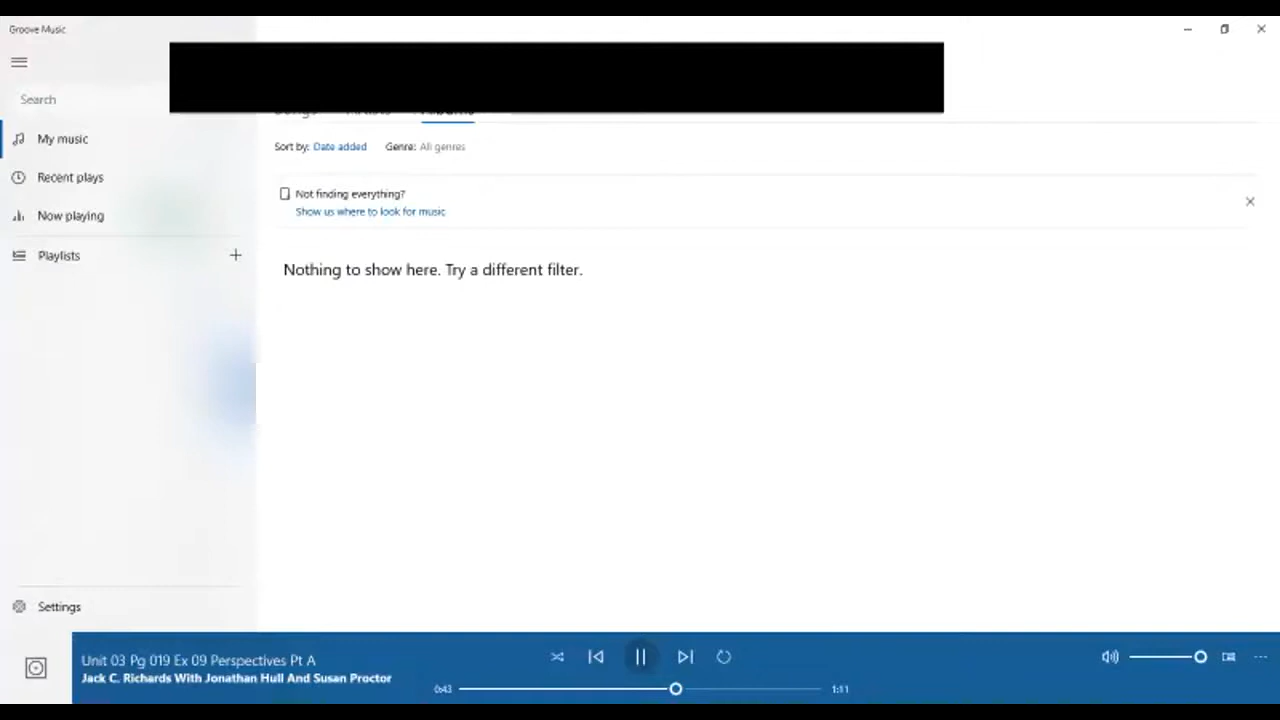 Groove Music
Search
My music
Recent plays
Now playing
Playlists
Settings
Sort by: Date added Genre: All genres
Not finding everything?
Show us where to look for music
Nothing to show here. Try a different filter.
Unit 03 Pg 019 Ex 09 Perspectives Pt A
Jack C. Richards With Jonathan Hull And Susan Proctor
0:43
1:11